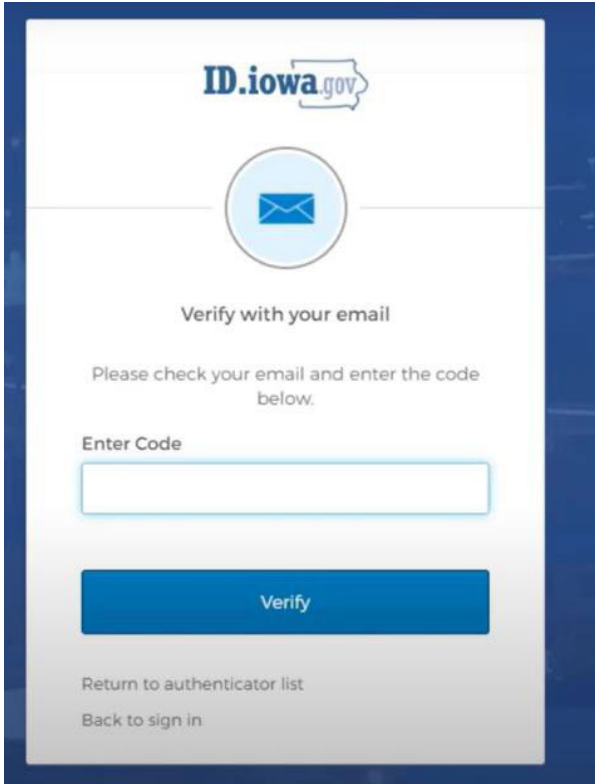 ID.iowa.gov
Verify with your email
Please check your email and enter the code
below.
Enter Code
Verify
Return to authenticator list
Back to sign in